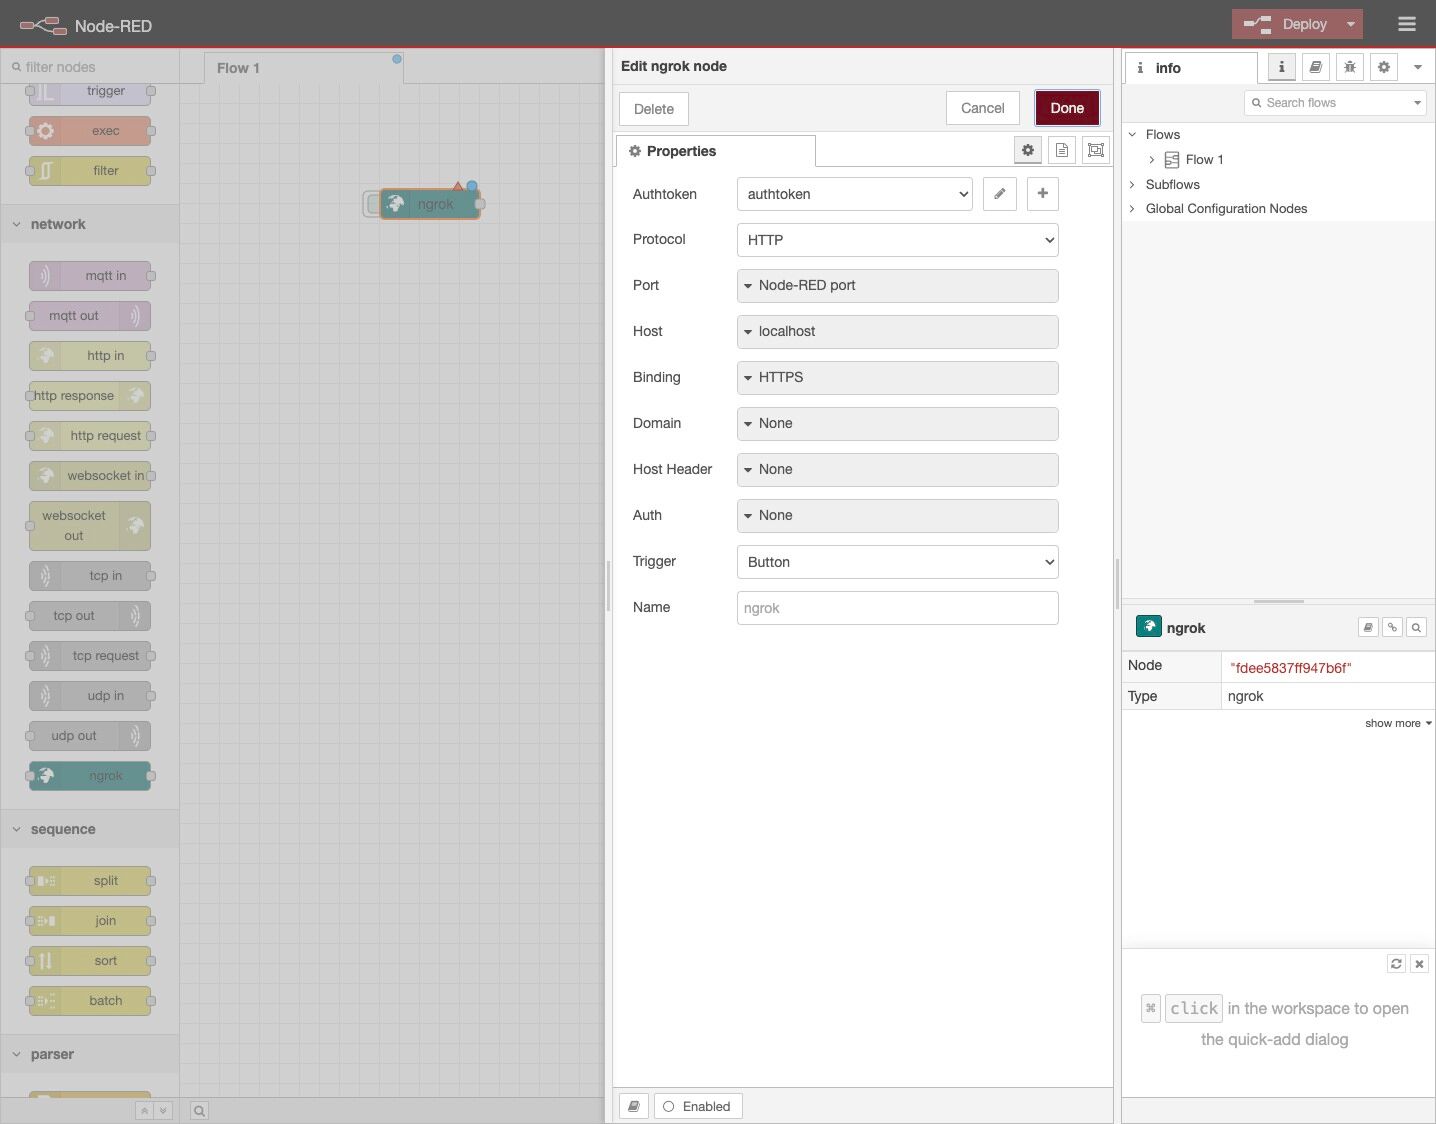 Node-RED
Deploy
filter nodes
trigger
exec
filter
network
mqtt in
mqtt out
http in
http response
http request
websocket in
websocket
out
tcp in
tcp out
tcp request
udp in
udp out
ngrok
sequence
split
join
sort
batch
parser
Flow 1
ngrok
Edit ngrok node
Delete
Cancel
Done
Properties
Authtoken
authtoken
Protocol
HTTP
Port
Node-RED port
Host
localhost
Binding
HTTPS
Domain
None
Host Header
None
Auth
None
Trigger
Button
Name
ngrok
Enabled
i info
i
Search flows
Flows
Flow 1
Subflows
Global Configuration Nodes
ngrok
Node
"fdee5837ff947b6f"
Type
ngrok
show more
⌘ click in the workspace to open
the quick-add dialog